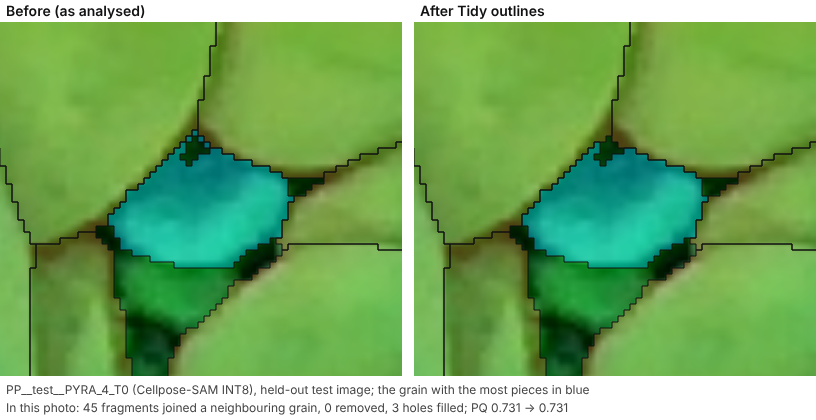 Before (as analysed)
After Tidy outlines
PP__test__PYRA_4_T0 (Cellpose-SAM INT8), held-out test image; the grain with the most pieces in blue
In this photo: 45 fragments joined a neighbouring grain, 0 removed, 3 holes filled; PQ 0.731 → 0.731